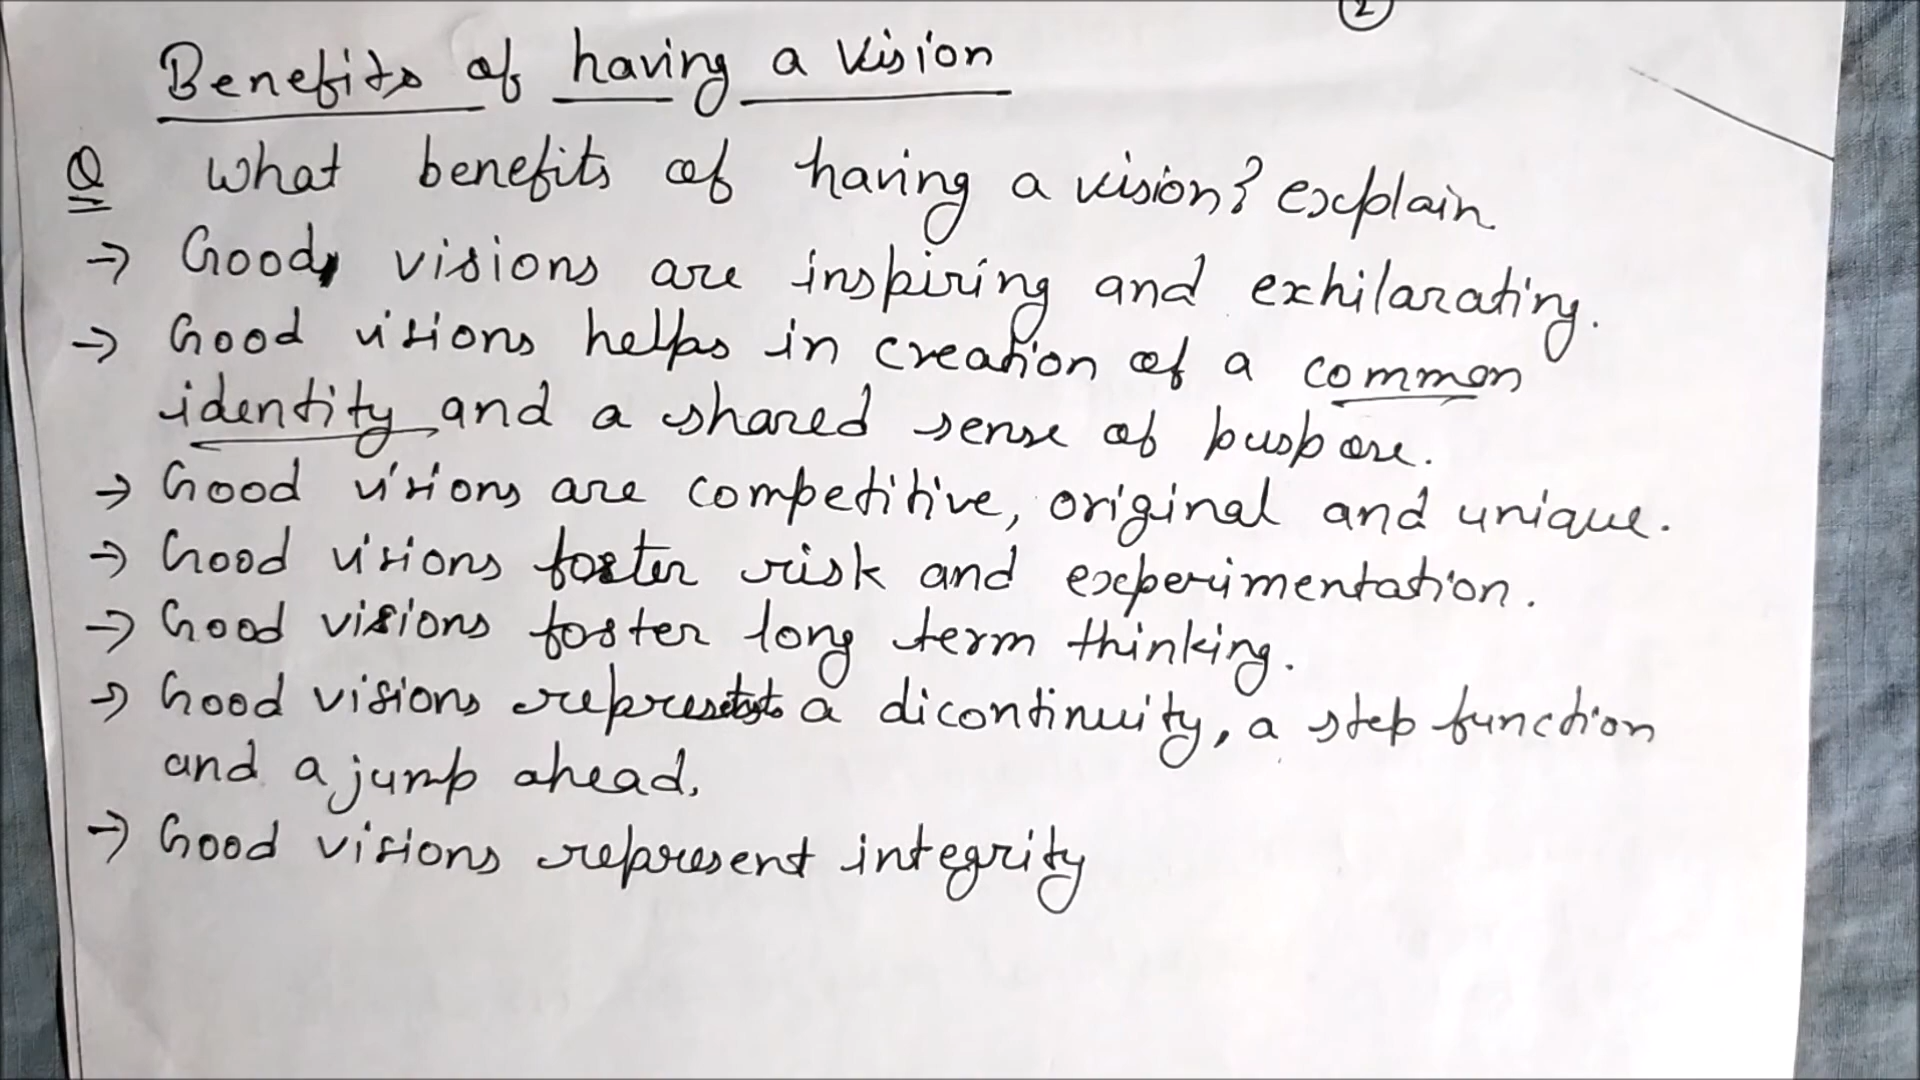 2
Benefits of having a vision
Q What benefits of having a vision? explain
→ Good, visions are inspiring and exhilarating.
→ Good visions helps in creation of a common
identity and a shared sense of puspose.
→ Good visions are competitive, original and unique.
→ Good visions foster risk and experimentation.
→ Good visions foster long term thinking.
→ Good visions a dicontinuity, a step function
and a jump ahead.
→ Good visions represent integrity